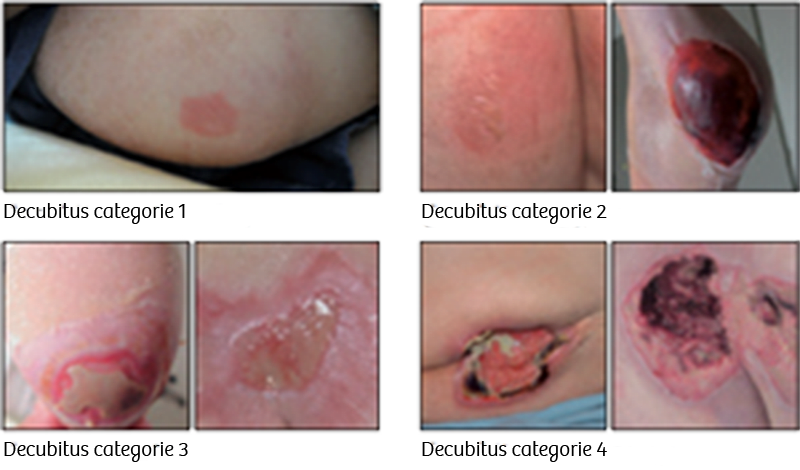 Decubitus categorie 1
Decubitus categorie 2
Decubitus categorie 3
Decubitus categorie 4